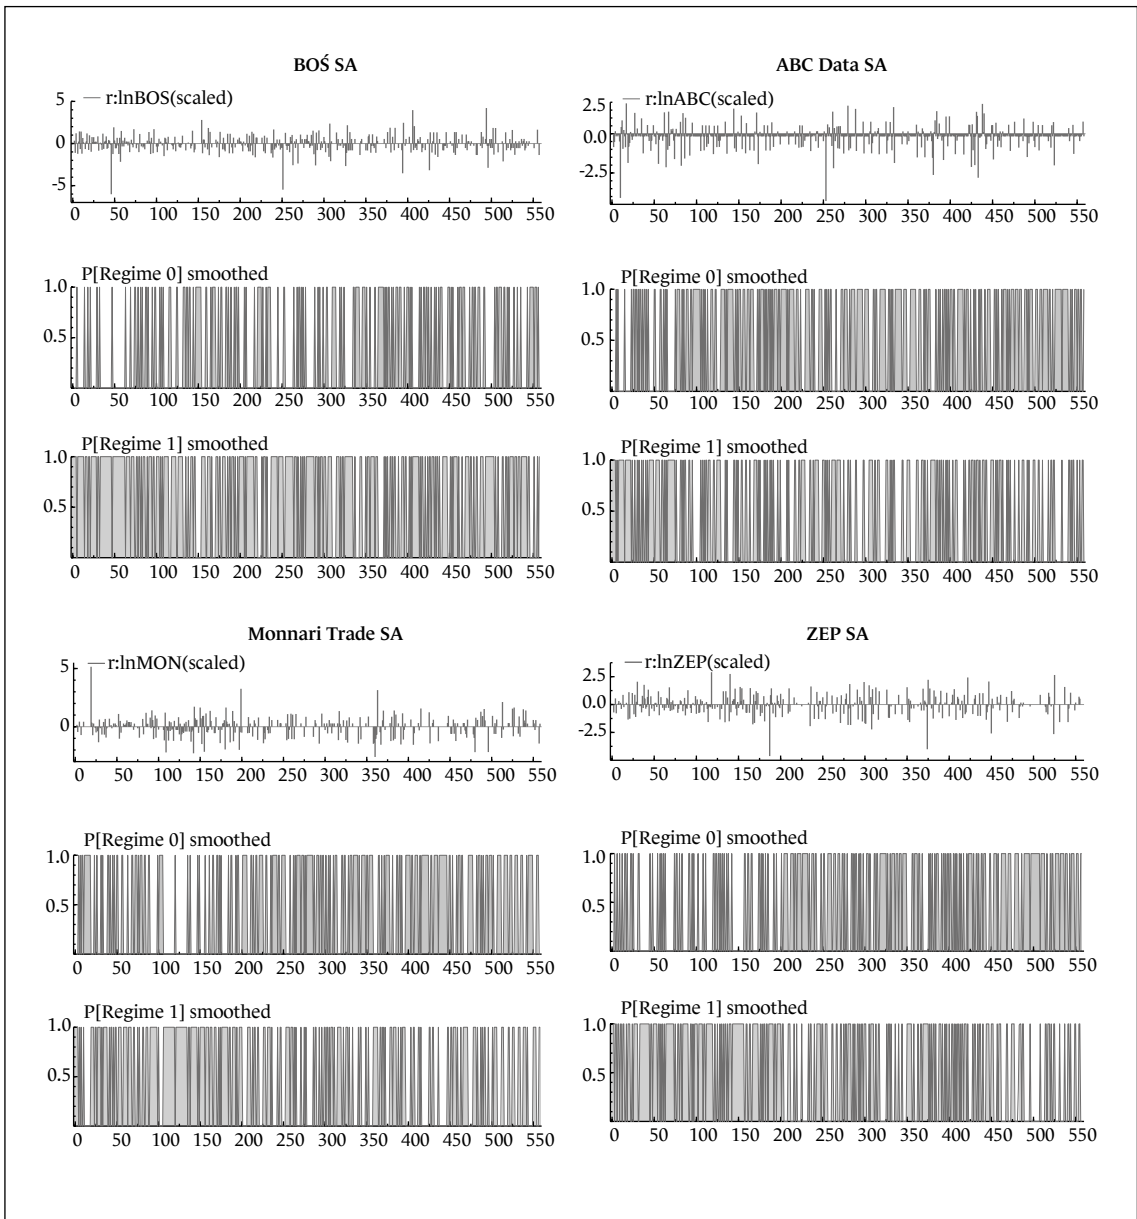 BOŚ SA
r:lnBOS(scaled)
5
0
-5
0 50 100 150 200 250 300 350 400 450 500 550
P[Regime 0] smoothed
1.0
0.5
0 50 100 150 200 250 300 350 400 450 500 550
P[Regime 1] smoothed
1.0
0.5
0 50 100 150 200 250 300 350 400 450 500 550
ABC Data SA
r:lnABC(scaled)
2.5
0.0
-2.5
0 50 100 150 200 250 300 350 400 450 500 550
P[Regime 0] smoothed
1.0
0.5
0 50 100 150 200 250 300 350 400 450 500 550
P[Regime 1] smoothed
1.0
0.5
0 50 100 150 200 250 300 350 400 450 500 550
Monnari Trade SA
r:lnMON(scaled)
5
0
0 50 100 150 200 250 300 350 400 450 500 550
P[Regime 0] smoothed
1.0
0.5
0 50 100 150 200 250 300 350 400 450 500 550
P[Regime 1] smoothed
1.0
0.5
0 50 100 150 200 250 300 350 400 450 500 550
ZEP SA
r:lnZEP(scaled)
2.5
0.0
-2.5
0 50 100 150 200 250 300 350 400 450 500 550
P[Regime 0] smoothed
1.0
0.5
0 50 100 150 200 250 300 350 400 450 500 550
P[Regime 1] smoothed
1.0
0.5
0 50 100 150 200 250 300 350 400 450 500 550